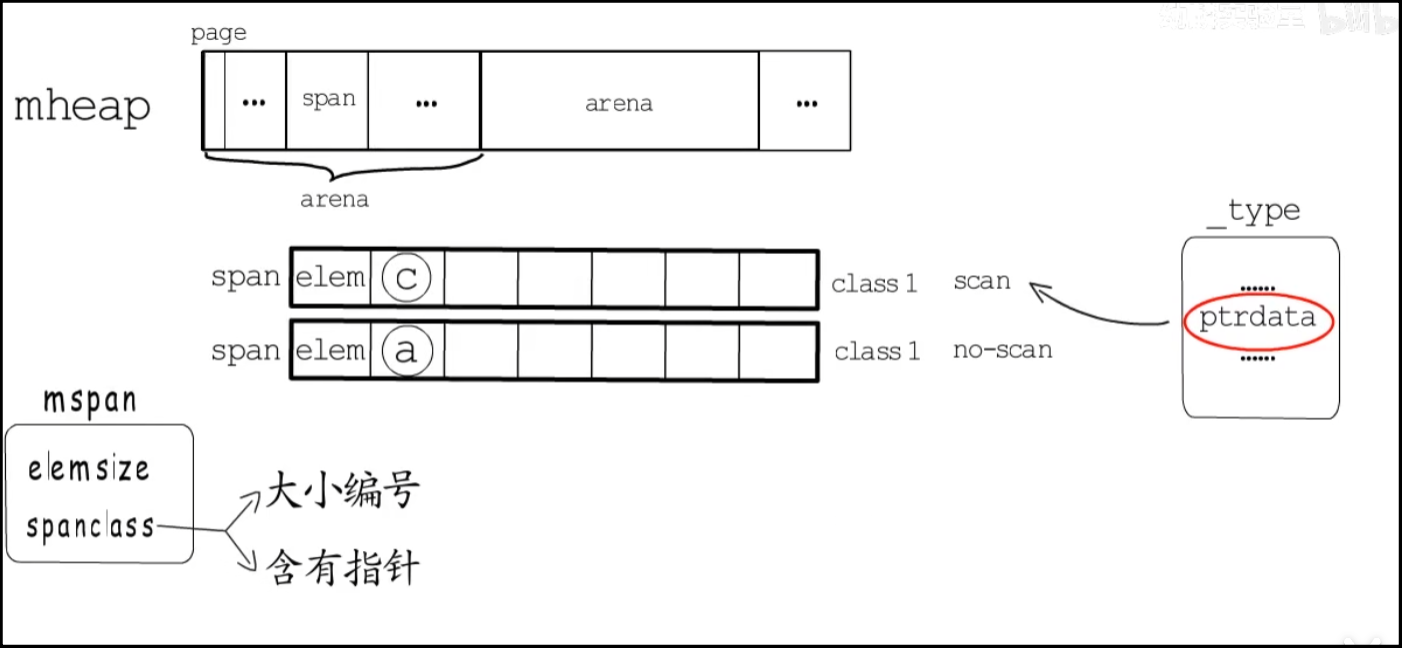 page
mheap
... span ... arena ...
arena
_type
span elem c class 1 scan
......
ptrdata
......
span elem a class 1 no-scan
mspan
elemsize
spanclass
大小编号
含有指针